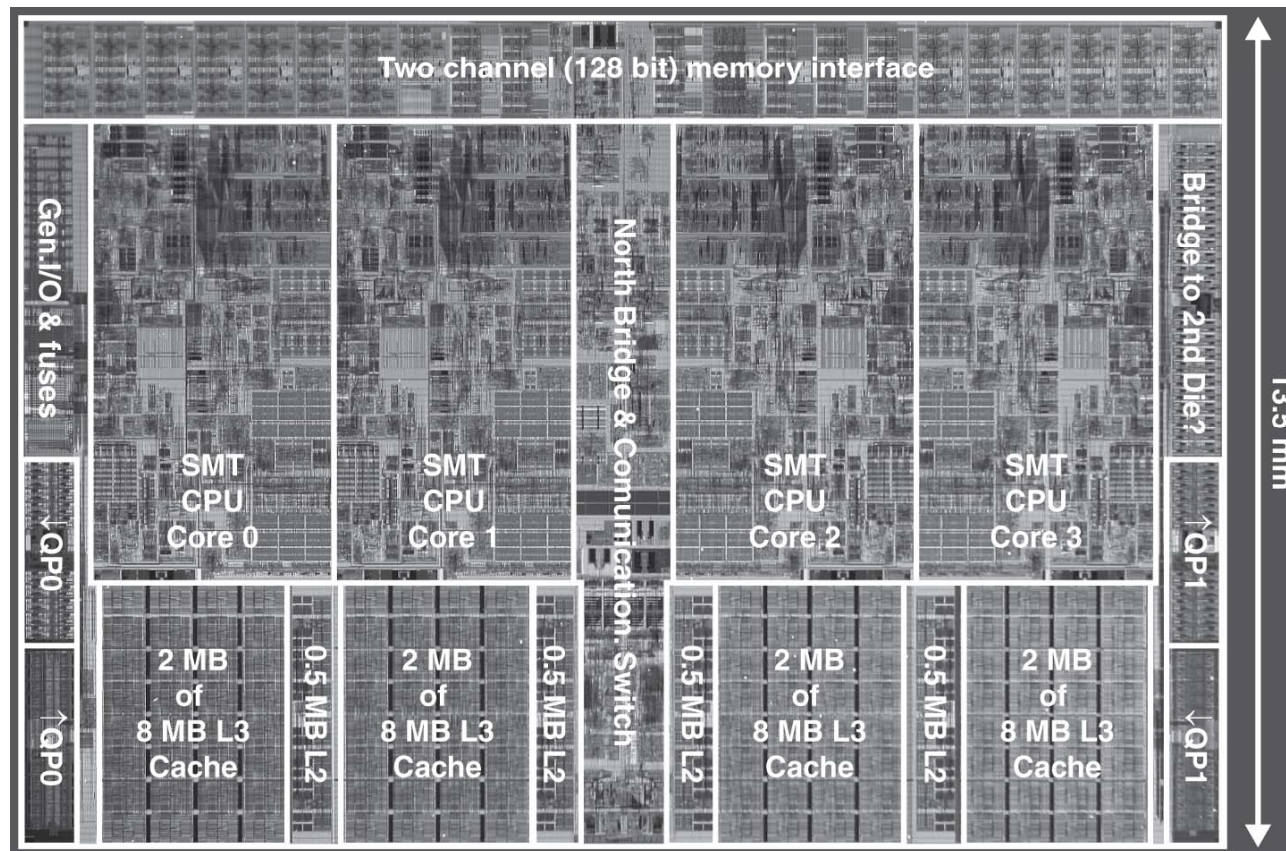 Two channel (128 bit) memory interface
Gen.I/O & fuses
SMT
CPU
Core 0
SMT
CPU
Core 1
North Bridge & Communication. Switch
SMT
CPU
Core 2
SMT
CPU
Core 3
Bridge to 2nd Die?
13.5 mm
↓QP0
↑QP1
2 MB
of
8 MB L3
Cache
0.5 MB L2
2 MB
of
8 MB L3
Cache
0.5 MB L2
0.5 MB L2
2 MB
of
8 MB L3
Cache
0.5 MB L2
2 MB
of
8 MB L3
Cache
↑QP0
↓QP1